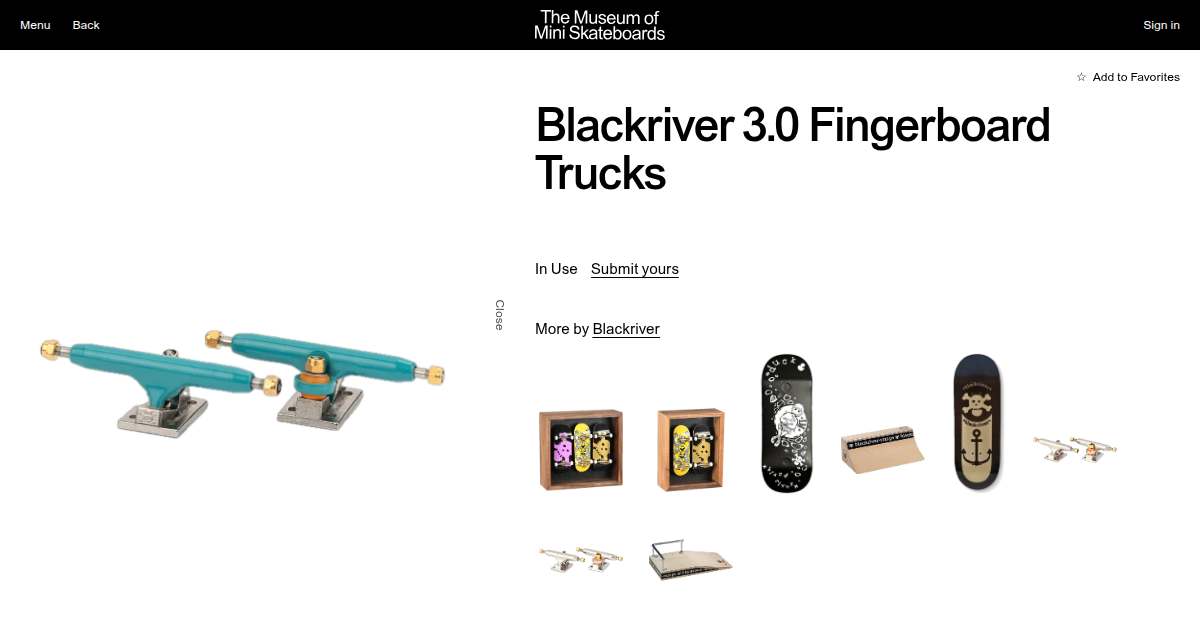 Menu
Back
The Museum of
Mini Skateboards
Sign in
☆ Add to Favorites
Blackriver 3.0 Fingerboard
Trucks
In Use Submit yours
Close
More by Blackriver